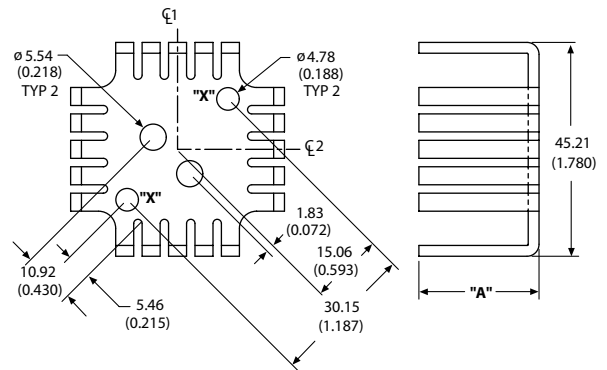 ℄1
ø 5.54
(0.218)
TYP 2
ø 4.78
(0.188)
TYP 2
"X"
℄2
45.21
(1.780)
"X"
1.83
(0.072)
15.06
(0.593)
10.92
(0.430)
5.46
(0.215)
30.15
(1.187)
"A"